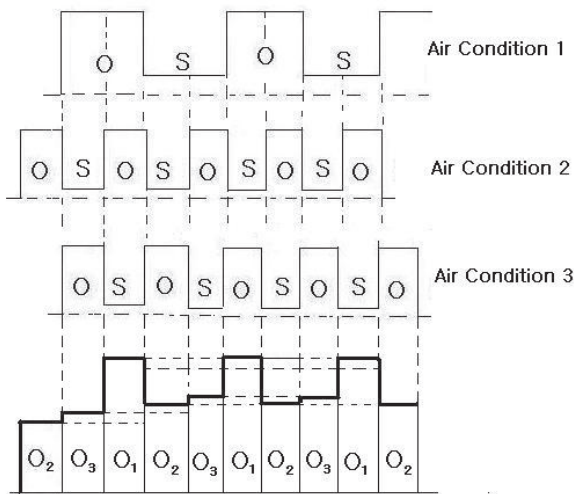 O S O S Air Condition 1
O S O S O S O S O Air Condition 2
O S O S O S O S O Air Condition 3
O₂ O₃ O₁ O₂ O₃ O₁ O₂ O₃ O₁ O₂